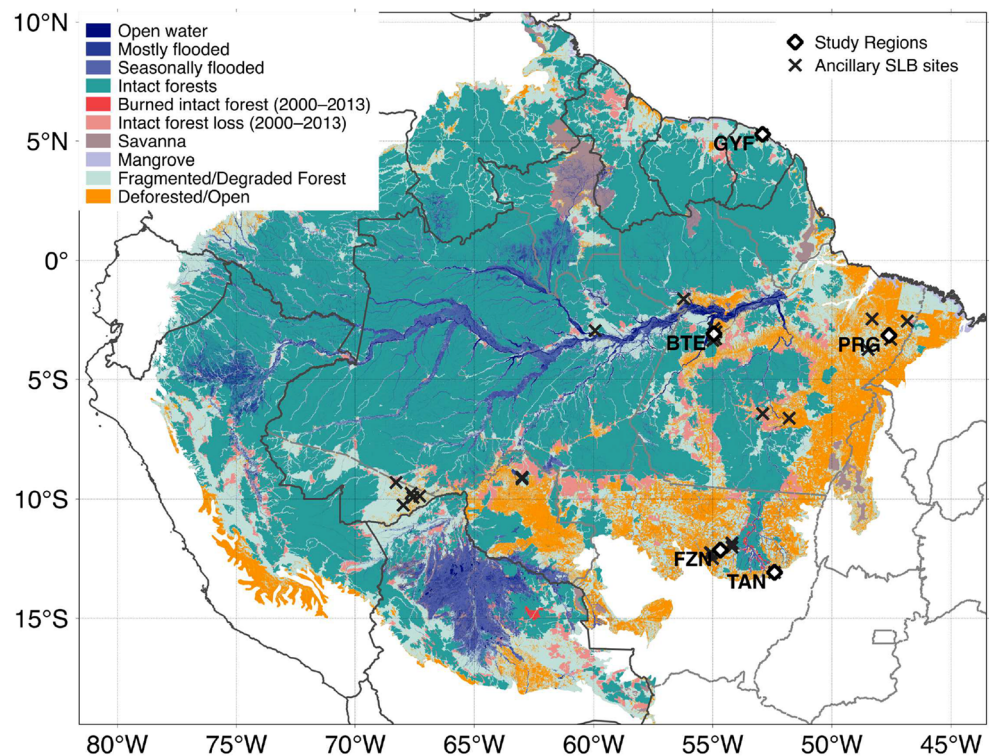 10°N
5°N
0°
5°S
10°S
15°S
Open water
Mostly flooded
Seasonally flooded
Intact forests
Burned intact forest (2000–2013)
Intact forest loss (2000–2013)
Savanna
Mangrove
Fragmented/Degraded Forest
Deforested/Open
Study Regions
Ancillary SLB sites
GYF
BTE
PRG
FZN
TAN
80°W 75°W 70°W 65°W 60°W 55°W 50°W 45°W